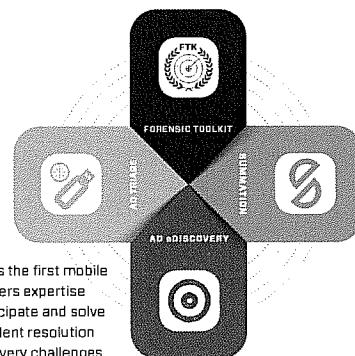 FTK
FORENSIC TOOLKIT
AD TRIAGE
SUMMATION
AD eDISCOVERY
s the first mobile
ers expertise
cipate and solve
lent resolution
very challenges